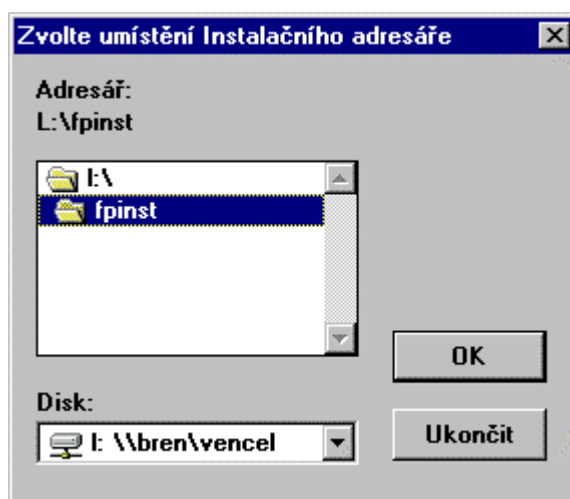 Zvolte umístění Instalačního adresáře
Adresář:
L:\fpinst
l:\
fpinst
OK
Disk:
l: \\bren\vencel
Ukončit